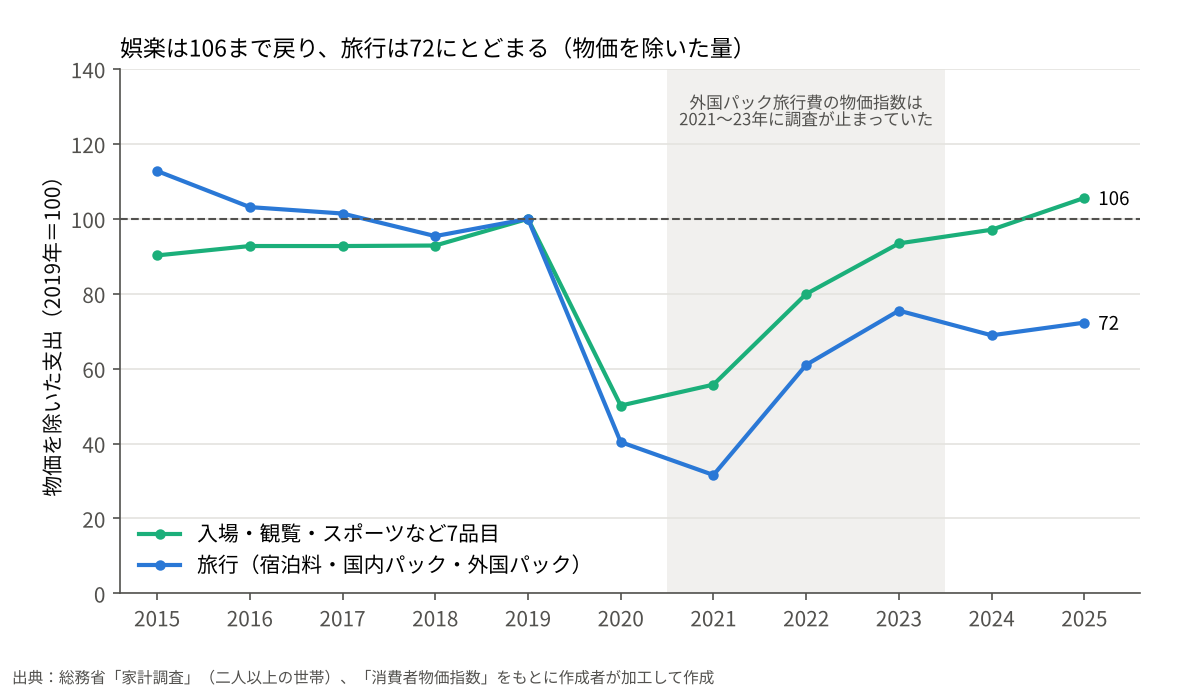 娯楽は106まで戻り、旅行は72にとどまる（物価を除いた量）
140
120
100
80
60
40
20
0
物価を除いた支出（2019年＝100）
外国パック旅行費の物価指数は
2021～23年に調査が止まっていた
106
72
入場・観覧・スポーツなど7品目
旅行（宿泊料・国内パック・外国パック）
2015 2016 2017 2018 2019 2020 2021 2022 2023 2024 2025
出典：総務省「家計調査」（二人以上の世帯）、「消費者物価指数」をもとに作成者が加工して作成